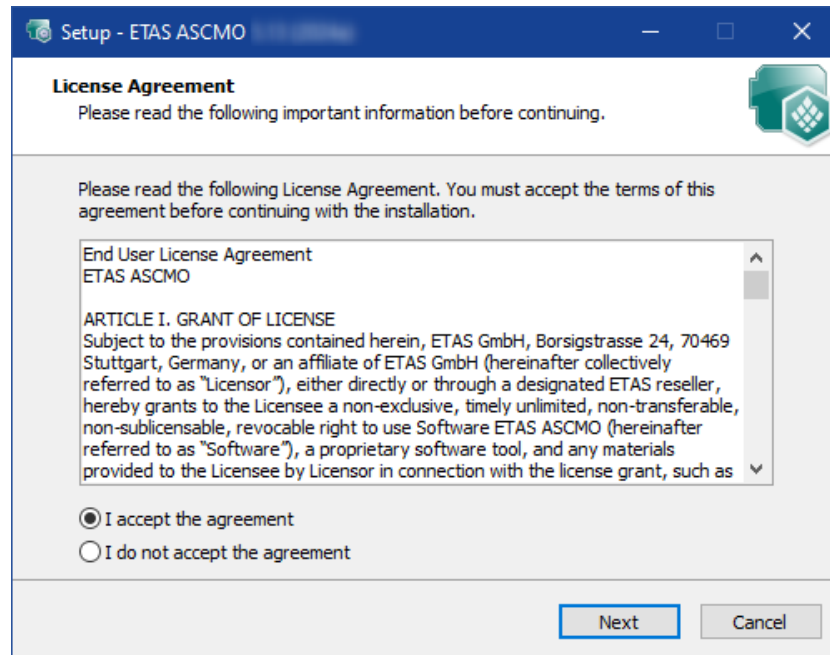 Setup - ETAS ASCMO
License Agreement
Please read the following important information before continuing.
Please read the following License Agreement. You must accept the terms of this
agreement before continuing with the installation.
End User License Agreement
ETAS ASCMO
ARTICLE I. GRANT OF LICENSE
Subject to the provisions contained herein, ETAS GmbH, Borsigstrasse 24, 70469
Stuttgart, Germany, or an affiliate of ETAS GmbH (hereinafter collectively
referred to as “Licensor”), either directly or through a designated ETAS reseller,
hereby grants to the Licensee a non-exclusive, timely unlimited, non-transferable,
non-sublicensable, revocable right to use Software ETAS ASCMO (hereinafter
referred to as “Software”), a proprietary software tool, and any materials
provided to the Licensee by Licensor in connection with the license grant, such as
I accept the agreement
I do not accept the agreement
Next Cancel